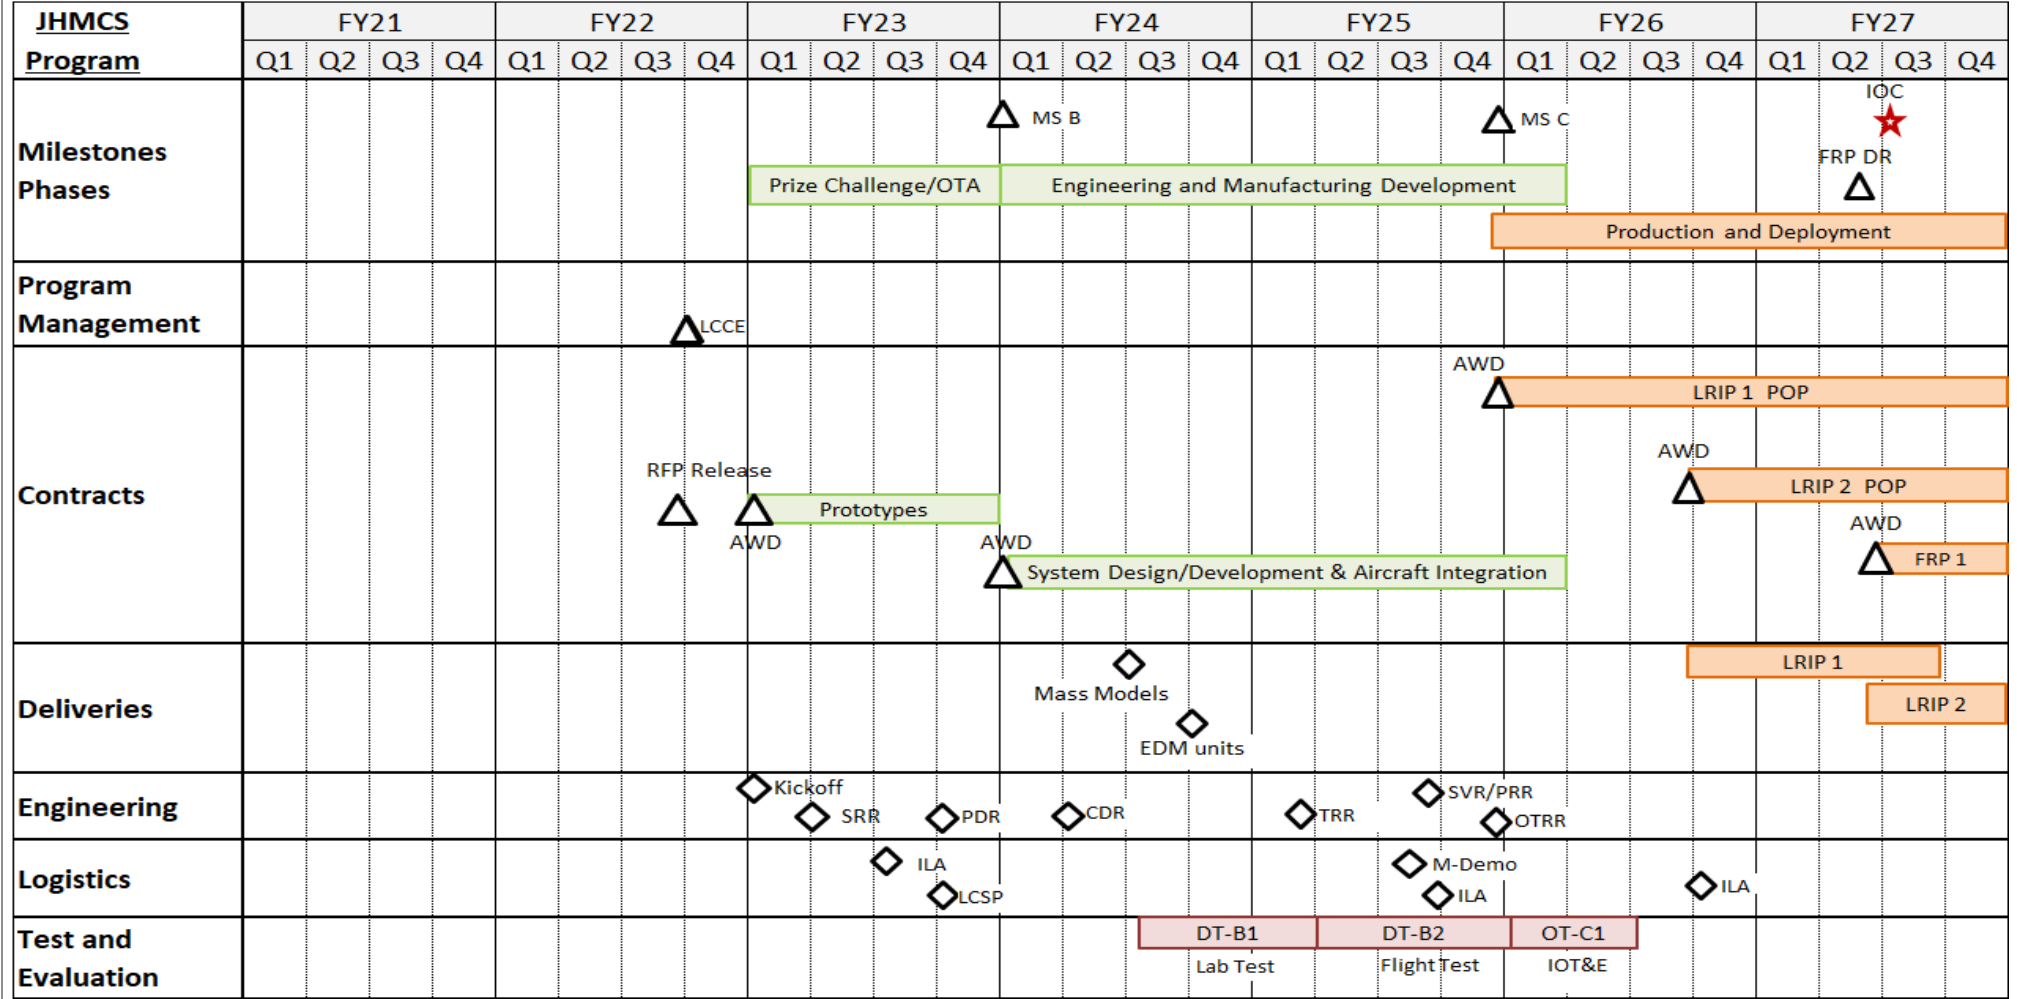 JHMCS
Program
FY21 FY22 FY23 FY24 FY25 FY26 FY27
Q1 Q2 Q3 Q4 Q1 Q2 Q3 Q4 Q1 Q2 Q3 Q4 Q1 Q2 Q3 Q4 Q1 Q2 Q3 Q4 Q1 Q2 Q3 Q4 Q1 Q2 Q3 Q4
Milestones
Phases
MS B
MS C
IOC
FRP DR
Prize Challenge/OTA
Engineering and Manufacturing Development
Production and Deployment
Program
Management
LCCE
Contracts
AWD
LRIP 1 POP
AWD
LRIP 2 POP
RFP Release
Prototypes
AWD
AWD
FRP 1
AWD
System Design/Development & Aircraft Integration
Deliveries
LRIP 1
Mass Models
LRIP 2
EDM units
Engineering
Kickoff
SRR
PDR
CDR
TRR
SVR/PRR
OTRR
Logistics
ILA
LCSP
M-Demo
ILA
ILA
Test and
Evaluation
DT-B1
DT-B2
OT-C1
Lab Test
Flight Test
IOT&E